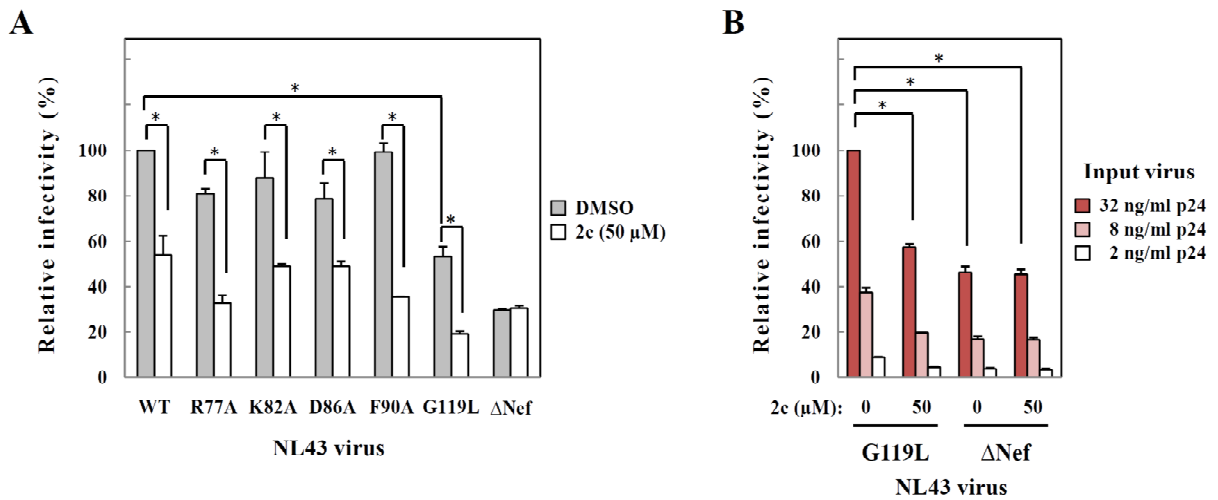 A
Relative infectivity (%)
100
80
60
40
20
0
*
*
*
*
*
*
*
WT R77A K82A D86A F90A G119L ΔNef
NL43 virus
DMSO
2c (50 µM)
B
Relative infectivity (%)
100
80
60
40
20
0
*
*
*
2c (µM): 0 50 0 50
G119L ΔNef
NL43 virus
Input virus
32 ng/ml p24
8 ng/ml p24
2 ng/ml p24